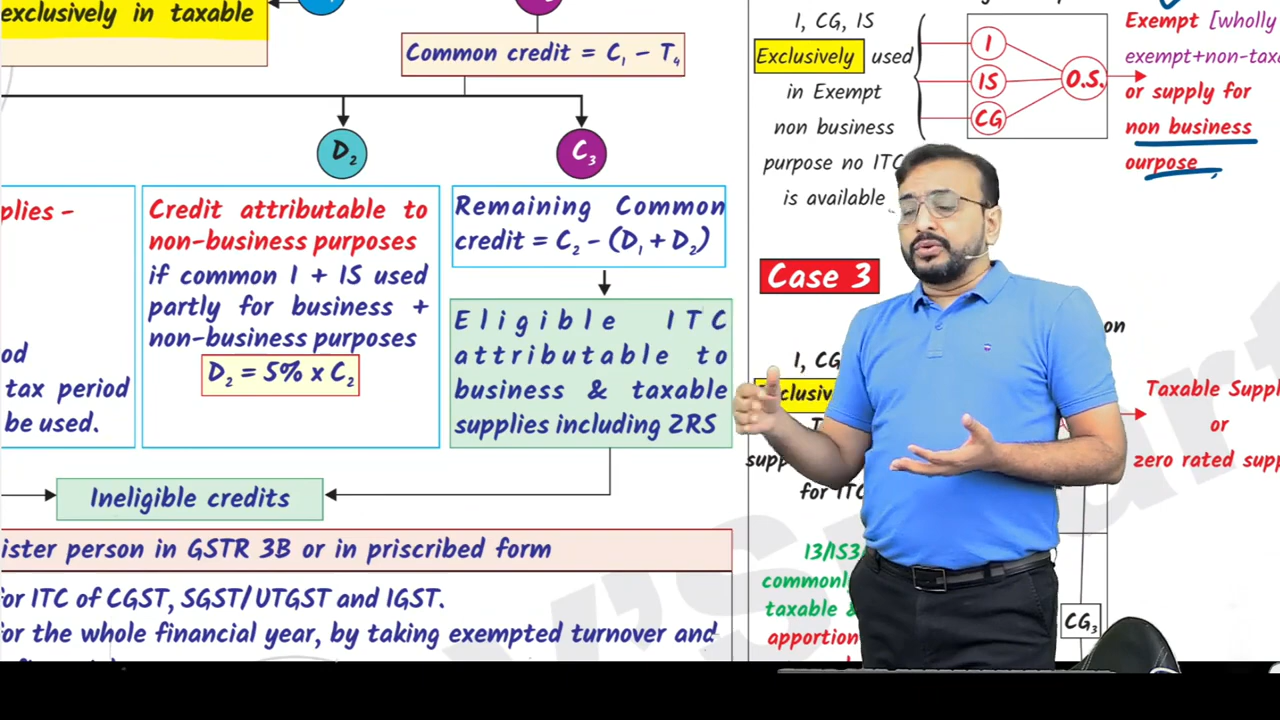 exclusively in taxable
Common credit = C₁ – T₄
D₂
C₃
plies –
od
tax period
be used.
Credit attributable to
non-business purposes
if common I + IS used
partly for business +
non-business purposes
D₂ = 5% x C₂
Remaining Common
credit = C₂ – (D₁ + D₂)
Eligible ITC
attributable to
business & taxable
supplies including ZRS
Ineligible credits
ister person in GSTR 3B or in priscribed form
for ITC of CGST, SGST/UTGST and IGST.
for the whole financial year, by taking exempted turnover and
I, CG, IS
Exclusively used
in Exempt
non business
purpose no ITC
is available
I
IS
CG
O.S.
Exempt [wholly
exempt+non-taxa
or supply for
non business
ourpose
Case 3
on
I, CG
xclusiv
supp
for ITC
Taxable Suppl
or
zero rated supp
I3/IS3
commonly
taxable &
apportion
CG₃